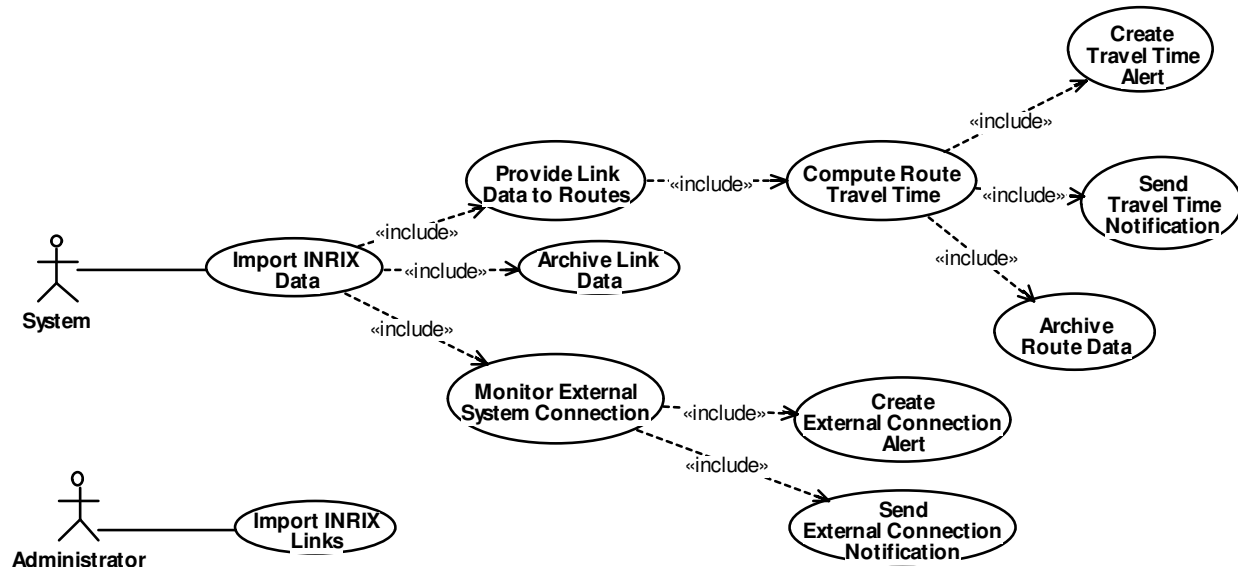 Create
Travel Time
Alert
«include»
Provide Link
Data to Routes
«include»
Compute Route
Travel Time
«include»
Send
Travel Time
Notification
«include»
Import INRIX
Data
«include»
Archive Link
Data
«include»
System
«include»
Archive
Route Data
Monitor External
System Connection
«include»
Create
External Connection
Alert
«include»
Send
External Connection
Notification
Import INRIX
Links
Administrator